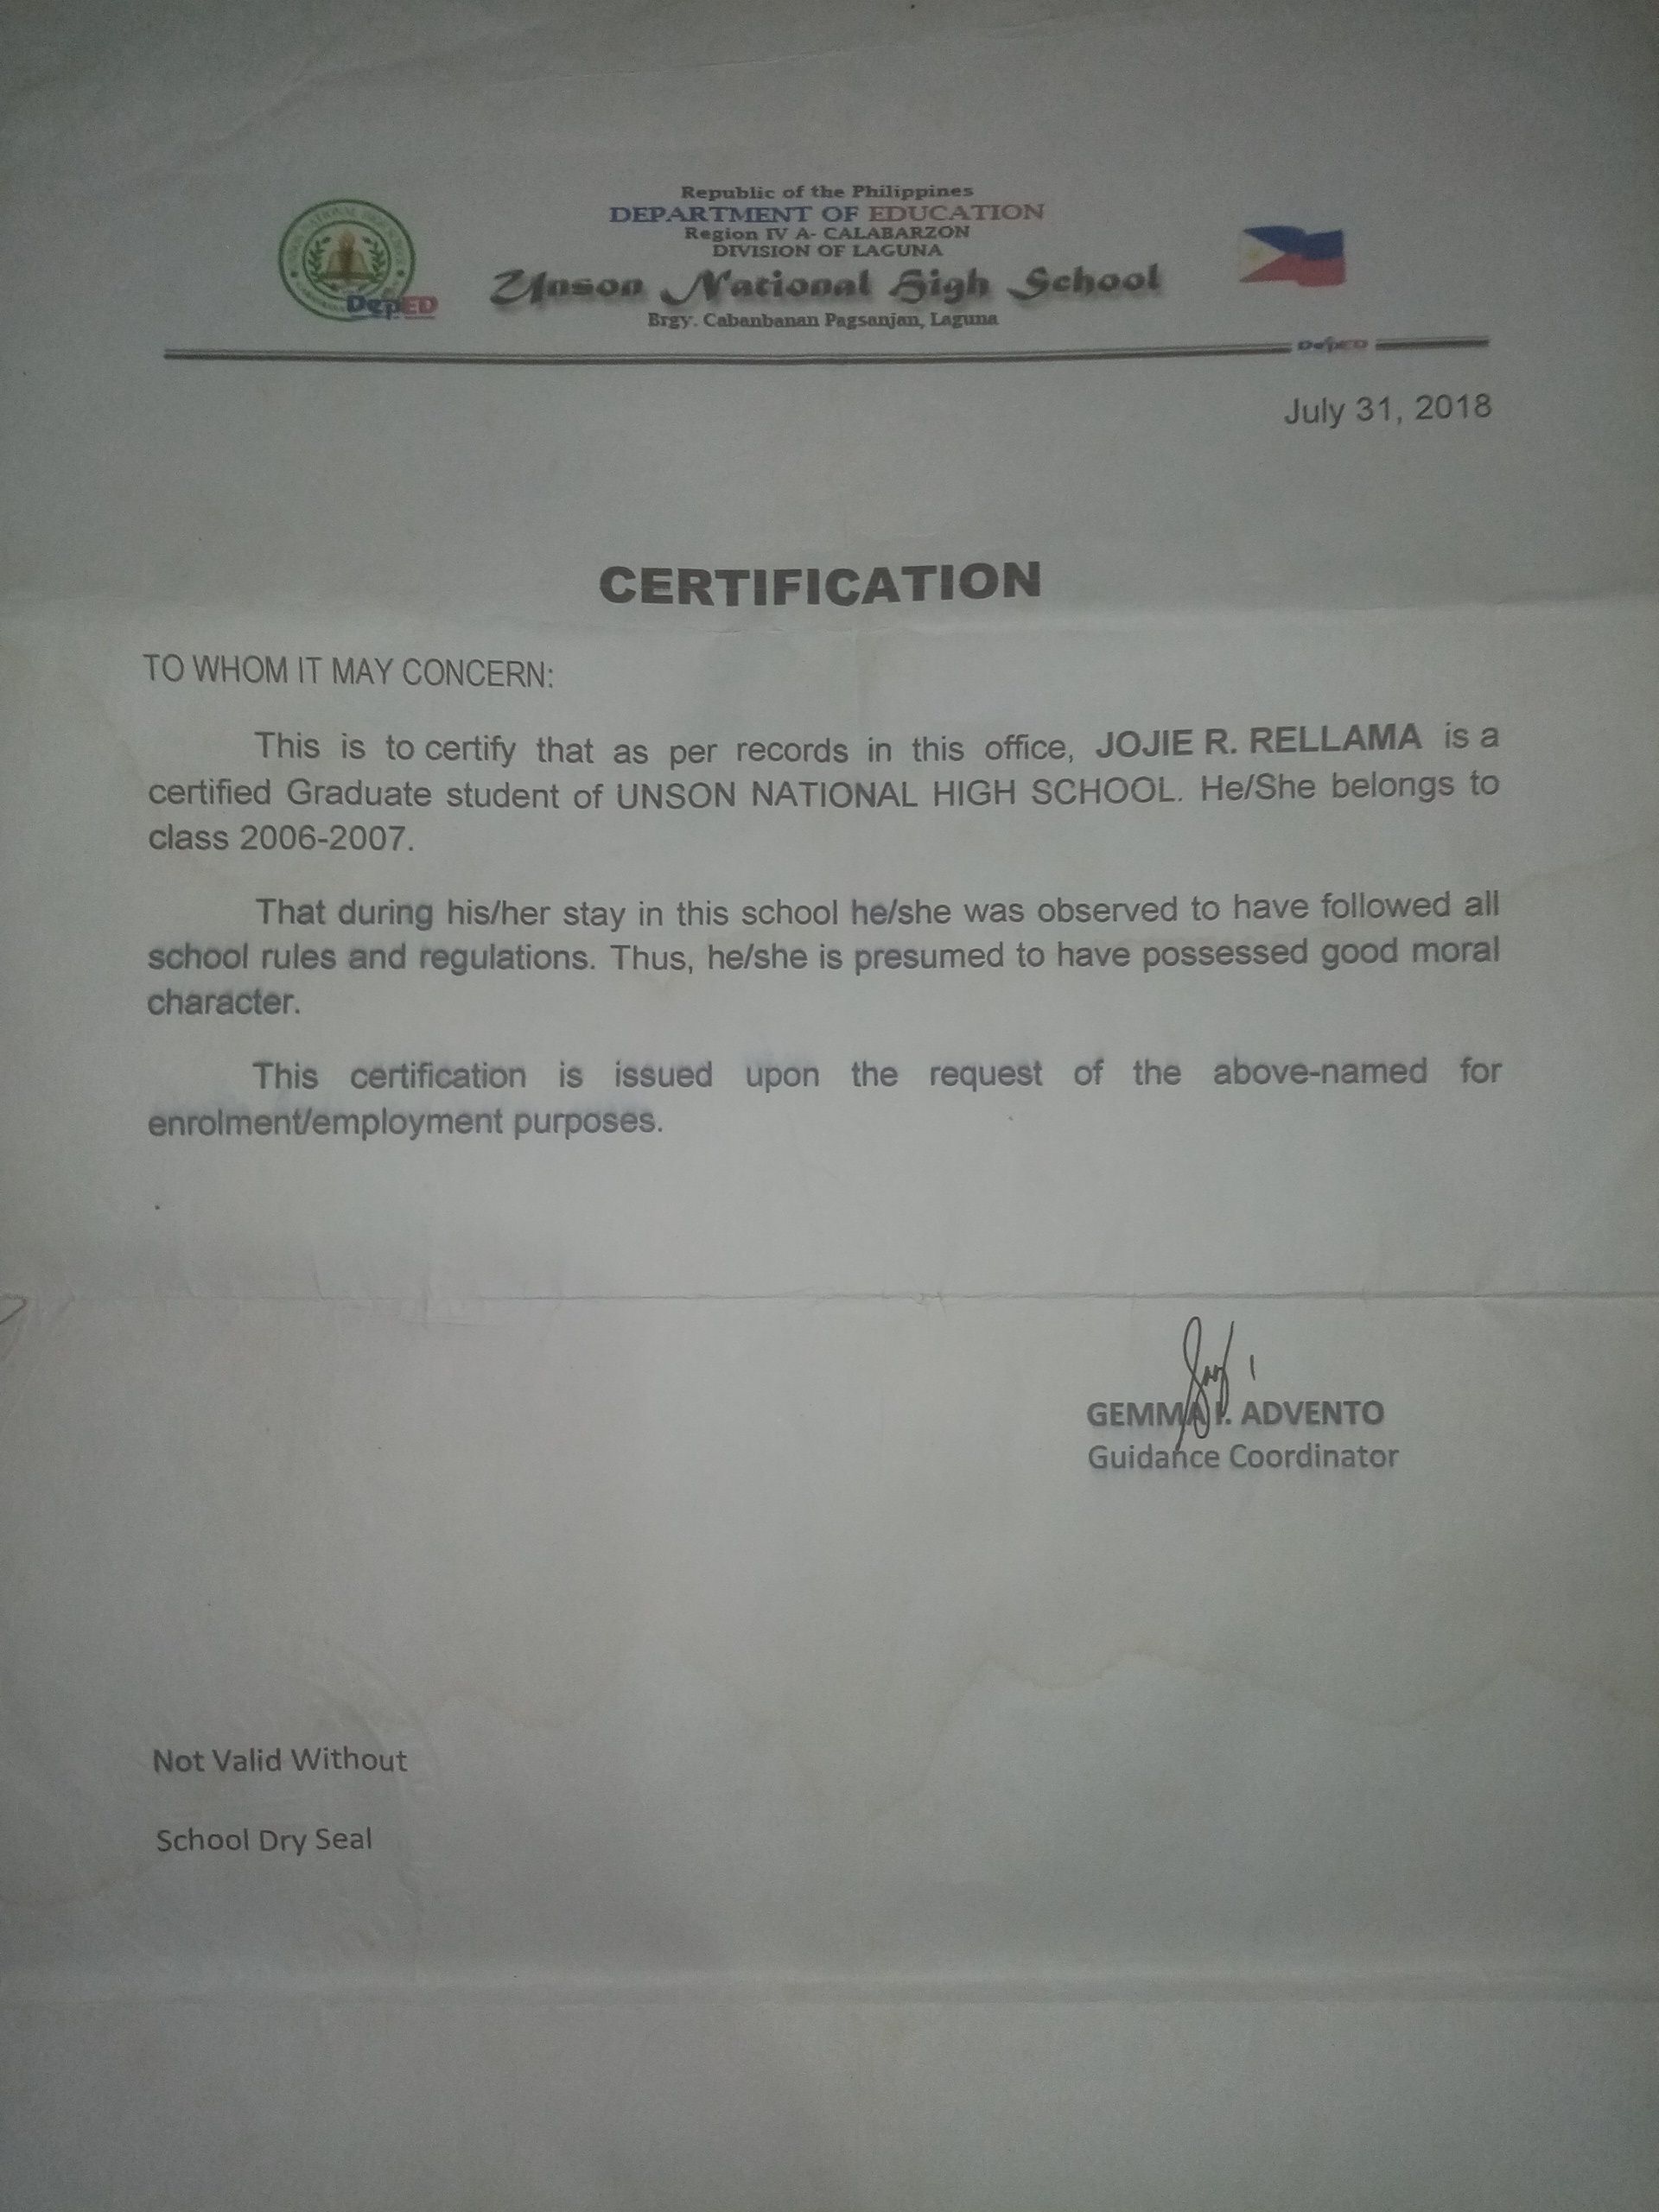 Republic of the Philippines
DEPARTMENT OF EDUCATION
Region IV A- CALABARZON
DIVISION OF LAGUNA
Unson National High School
Brgy. Cabanbanan Pagsanjan, Laguna
DepED
DepED
July 31, 2018
CERTIFICATION
TO WHOM IT MAY CONCERN:
This is to certify that as per records in this office, JOJIE R. RELLAMA is a
certified Graduate student of UNSON NATIONAL HIGH SCHOOL. He/She belongs to
class 2006-2007.
That during his/her stay in this school he/she was observed to have followed all
school rules and regulations. Thus, he/she is presumed to have possessed good moral
character.
This certification is issued upon the request of the above-named for
enrolment/employment purposes.
.
GEMMA ADVENTO
Guidance Coordinator
Not Valid Without
School Dry Seal